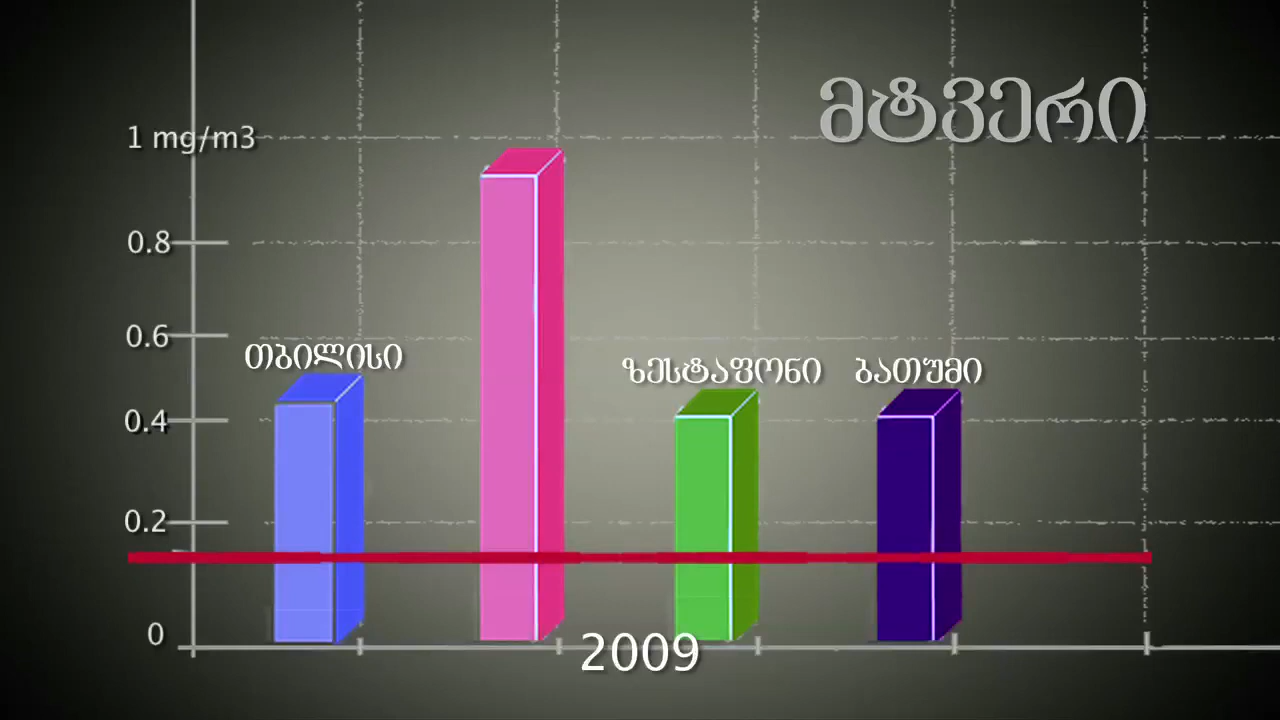 მტვერი
1 mg/m3
0.8
0.6
თბილისი
ზესტაფონი
ბათუმი
0.4
0.2
0
2009